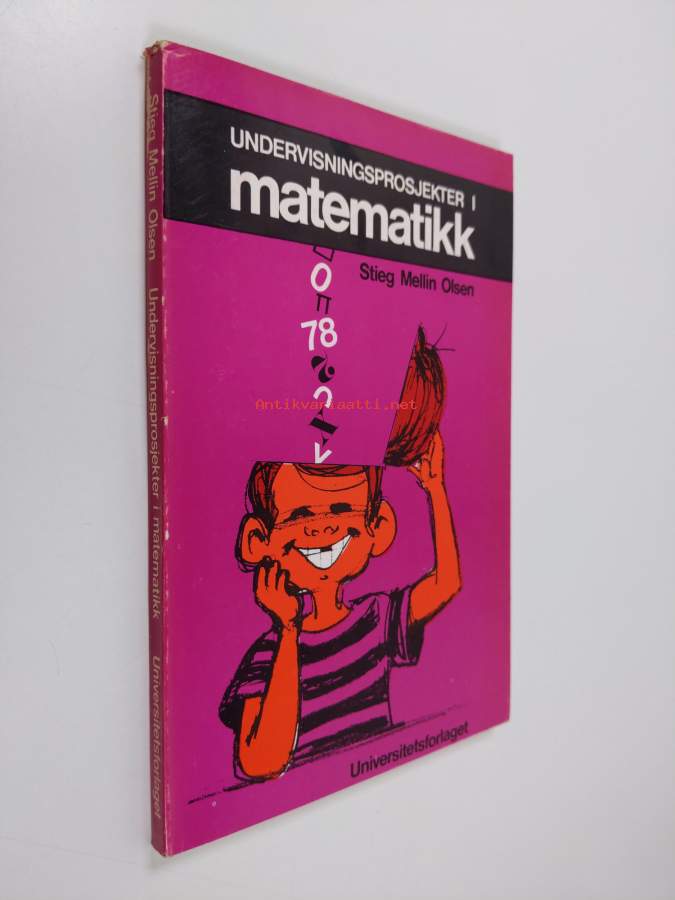 UNDERVISNINGSPROSJEKTER I
matematikk
Stieg Mellin Olsen
78
Antikvariaatti.net
Universitetsforlaget
Stieg Mellin Olsen Undervisningsprosjekter i matematikk Universitetsforlaget